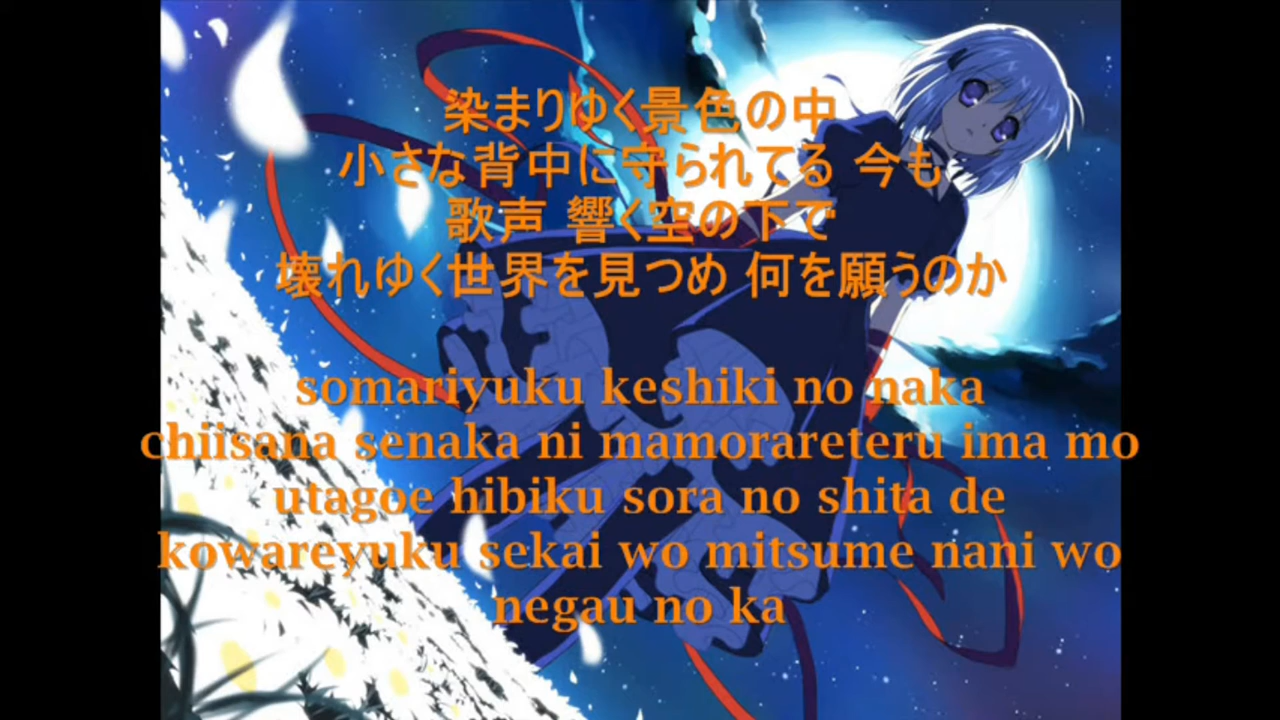 染まりゆく景色の中
小さな背中に守られてる 今も
歌声 響く空の下で
壊れゆく世界を見つめ 何を願うのか
somariyuku keshiki no naka
chiisana senaka ni mamorareteru ima mo
utagoe hibiku sora no shita de
kowareyuku sekai wo mitsume nani wo
negau no ka